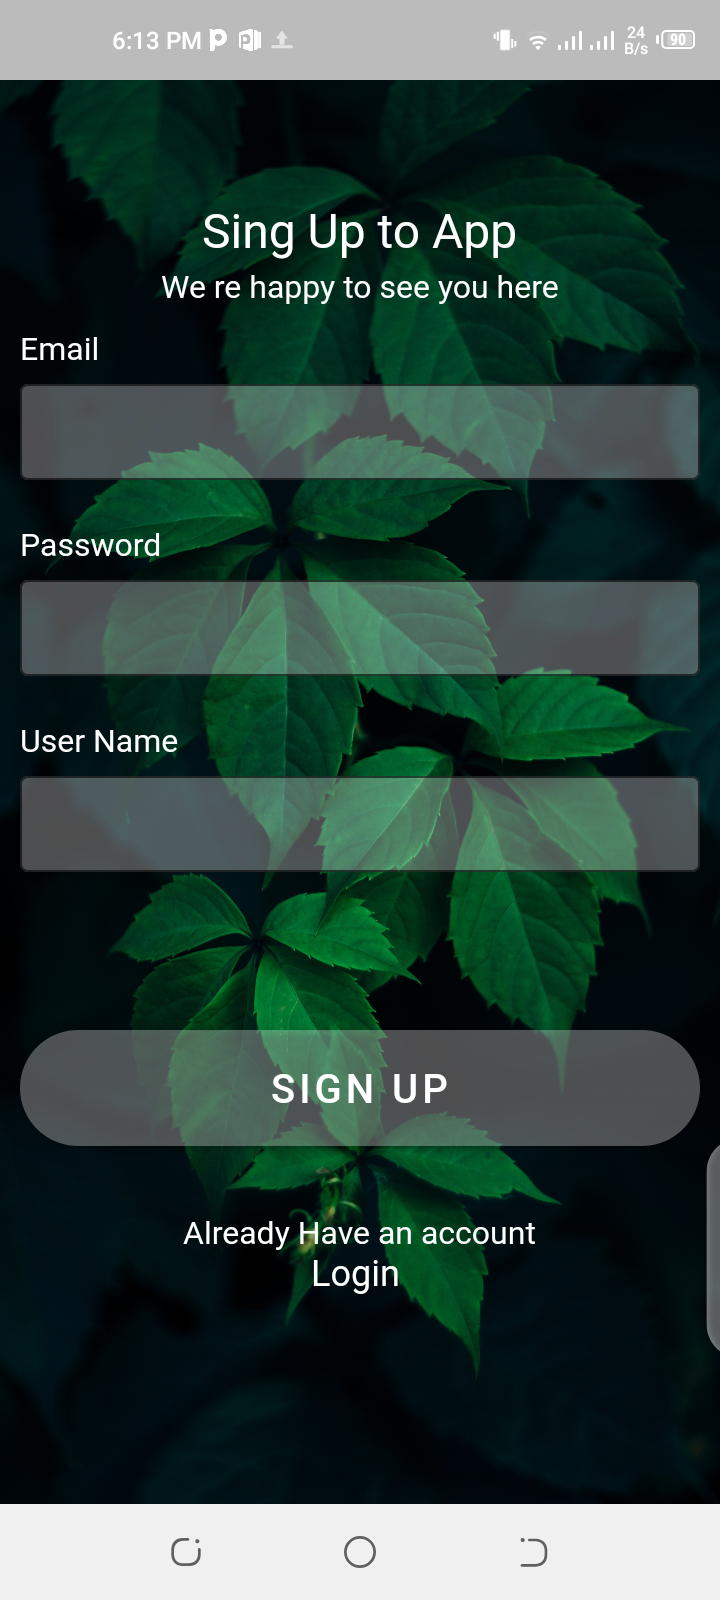 6:13 PM
24
B/s
90
Sing Up to App
We re happy to see you here
Email
Password
User Name
SIGN UP
Already Have an account
Login